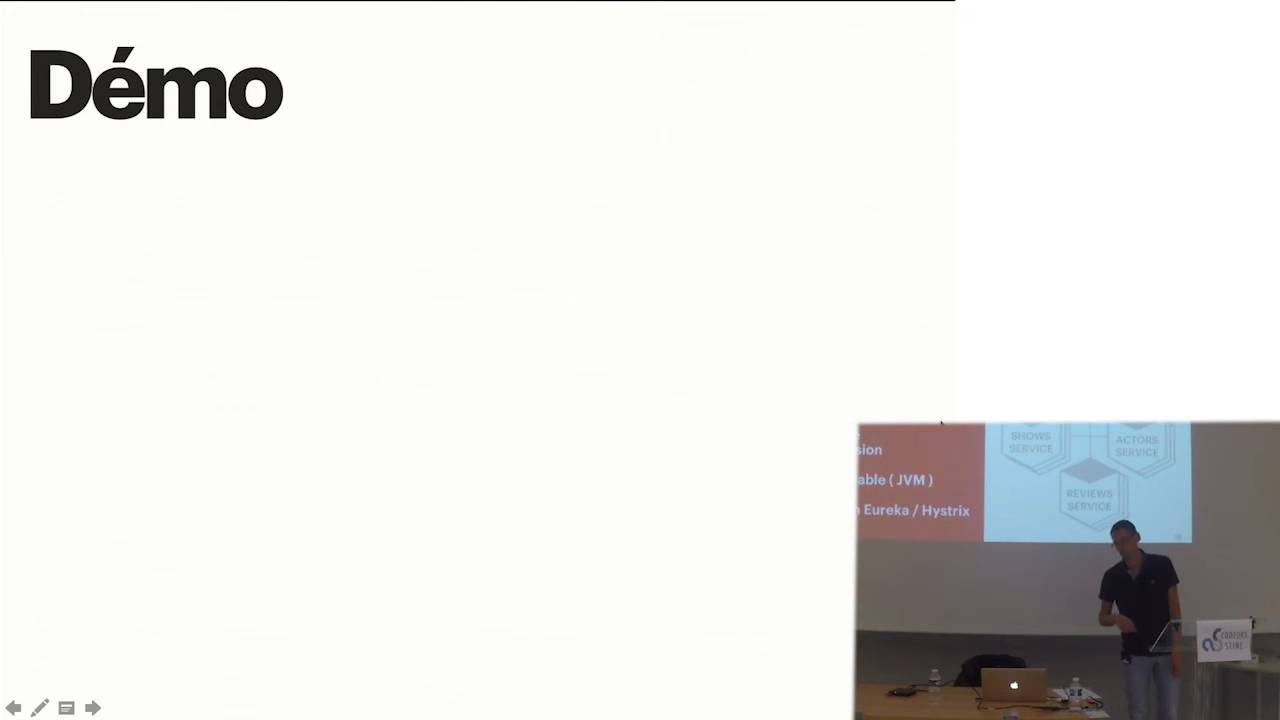 Démo
SHOWS
SERVICE
ACTORS
SERVICE
sion
able ( JVM )
REVIEWS
SERVICE
Eureka / Hystrix
CODEURS
SEINE